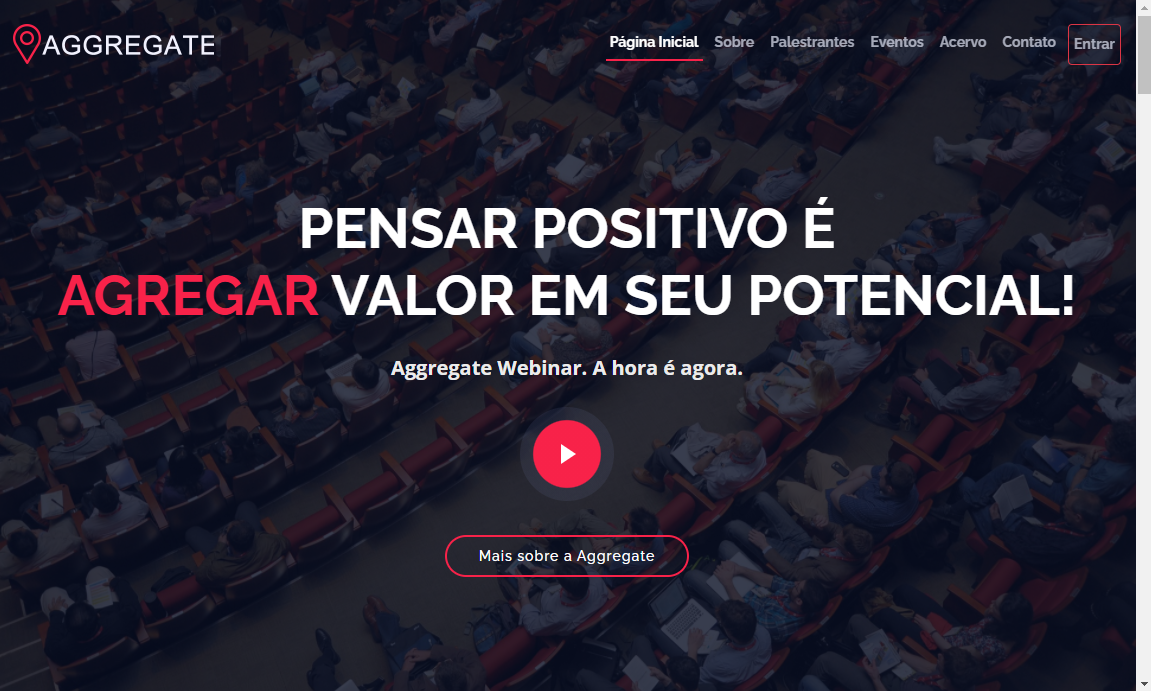 AGGREGATE
Página Inicial Sobre Palestrantes Eventos Acervo Contato Entrar
PENSAR POSITIVO É
AGREGAR VALOR EM SEU POTENCIAL!
Aggregate Webinar. A hora é agora.
Mais sobre a Aggregate